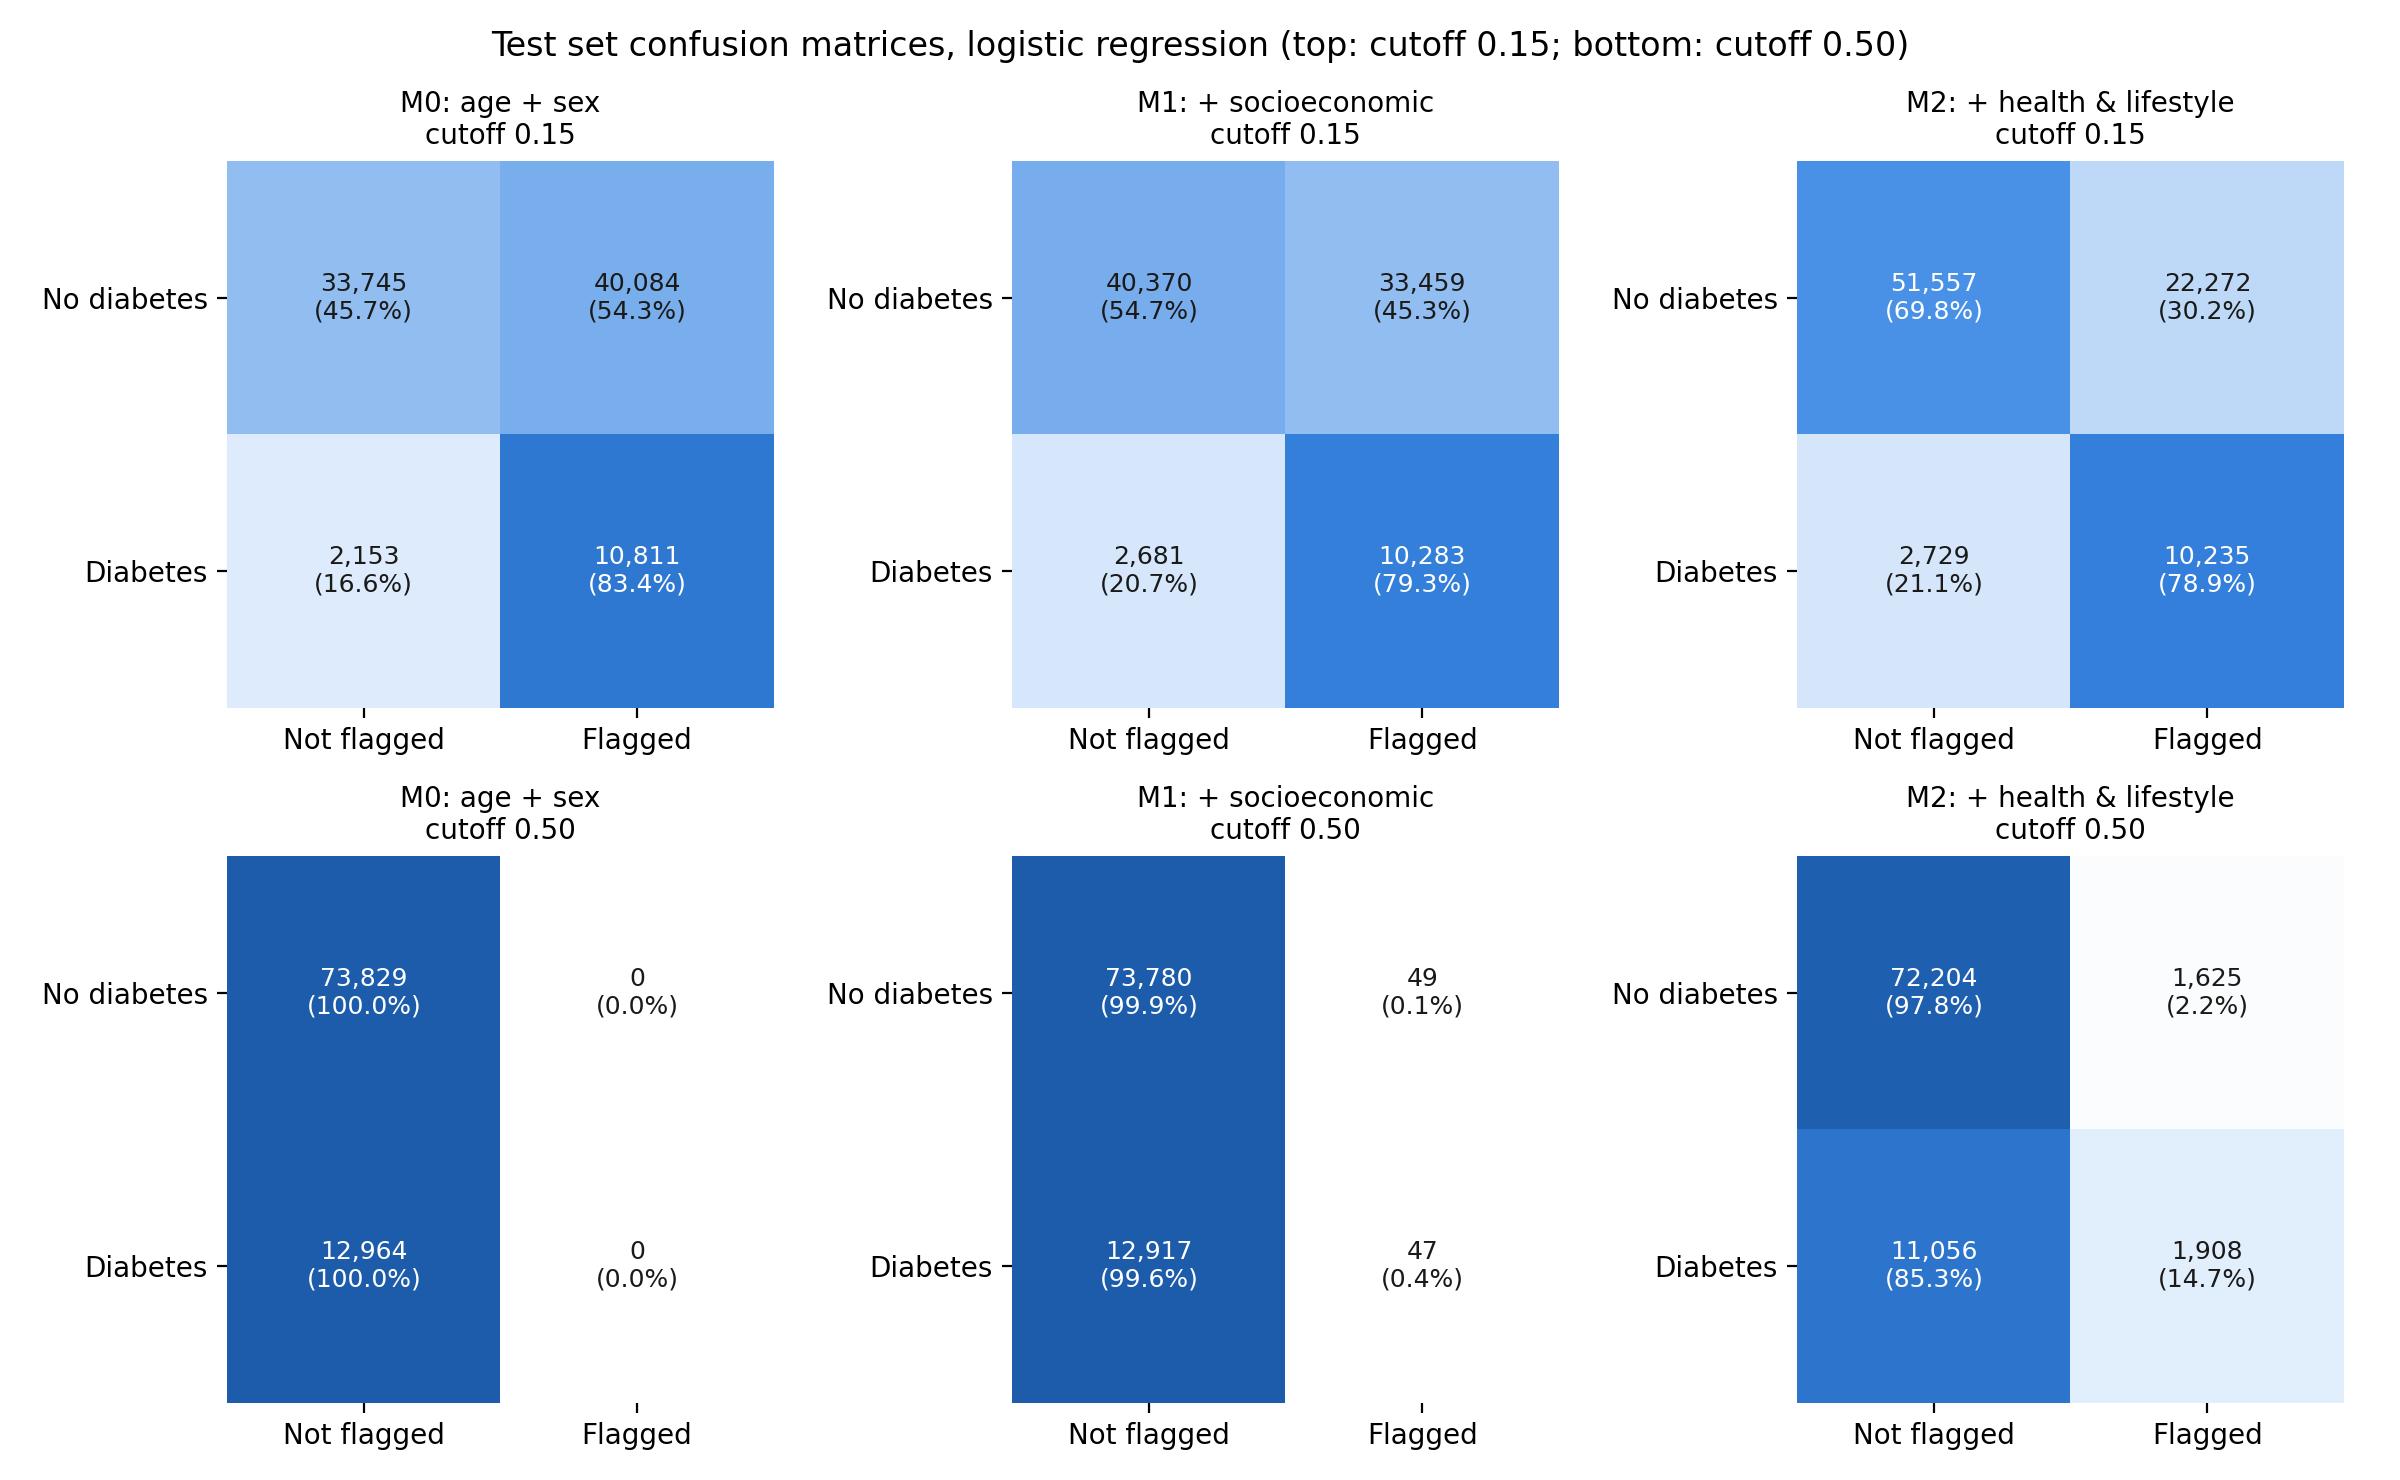 Test set confusion matrices, logistic regression (top: cutoff 0.15; bottom: cutoff 0.50)
M0: age + sex
cutoff 0.15
No diabetes
33,745
(45.7%)
40,084
(54.3%)
Diabetes
2,153
(16.6%)
10,811
(83.4%)
Not flagged
Flagged
M1: + socioeconomic
cutoff 0.15
No diabetes
40,370
(54.7%)
33,459
(45.3%)
Diabetes
2,681
(20.7%)
10,283
(79.3%)
Not flagged
Flagged
M2: + health & lifestyle
cutoff 0.15
No diabetes
51,557
(69.8%)
22,272
(30.2%)
Diabetes
2,729
(21.1%)
10,235
(78.9%)
Not flagged
Flagged
M0: age + sex
cutoff 0.50
No diabetes
73,829
(100.0%)
0
(0.0%)
Diabetes
12,964
(100.0%)
0
(0.0%)
Not flagged
Flagged
M1: + socioeconomic
cutoff 0.50
No diabetes
73,780
(99.9%)
49
(0.1%)
Diabetes
12,917
(99.6%)
47
(0.4%)
Not flagged
Flagged
M2: + health & lifestyle
cutoff 0.50
No diabetes
72,204
(97.8%)
1,625
(2.2%)
Diabetes
11,056
(85.3%)
1,908
(14.7%)
Not flagged
Flagged